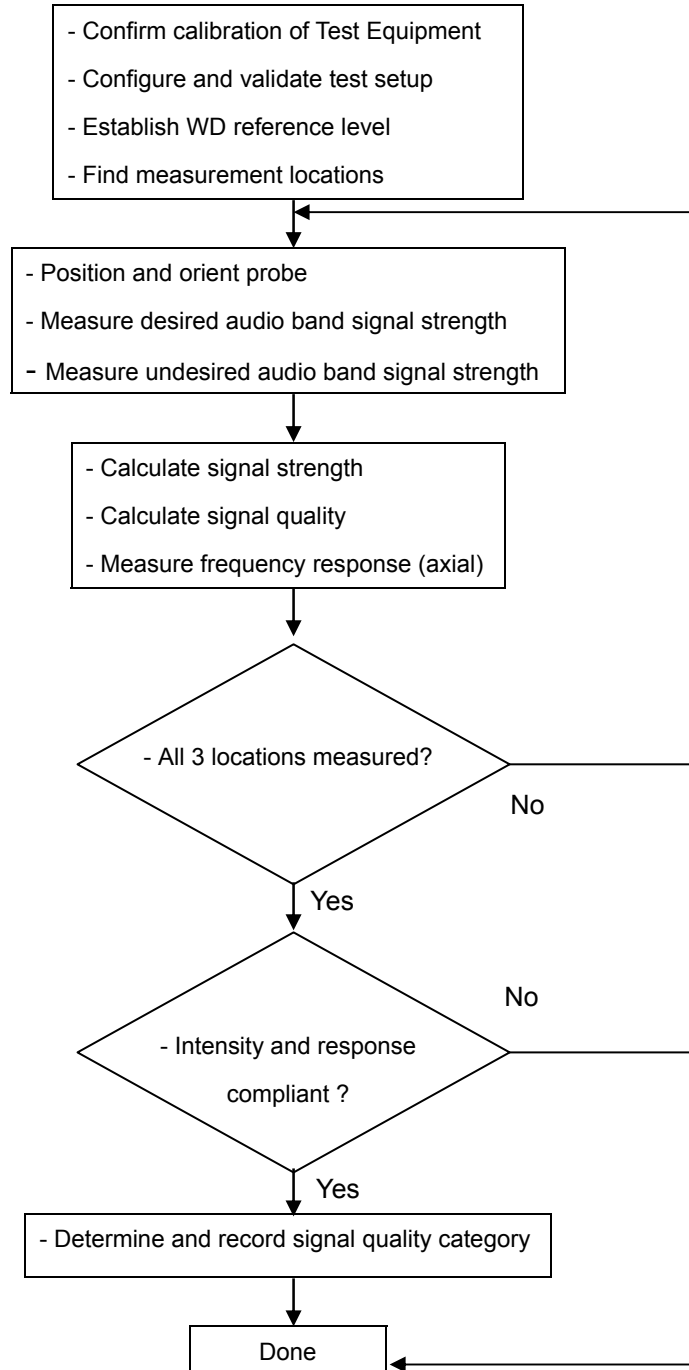 - Confirm calibration of Test Equipment
- Configure and validate test setup
- Establish WD reference level
- Find measurement locations
- Position and orient probe
- Measure desired audio band signal strength
- Measure undesired audio band signal strength
- Calculate signal strength
- Calculate signal quality
- Measure frequency response (axial)
- All 3 locations measured?
No
Yes
No
- Intensity and response
compliant ?
Yes
- Determine and record signal quality category
Done